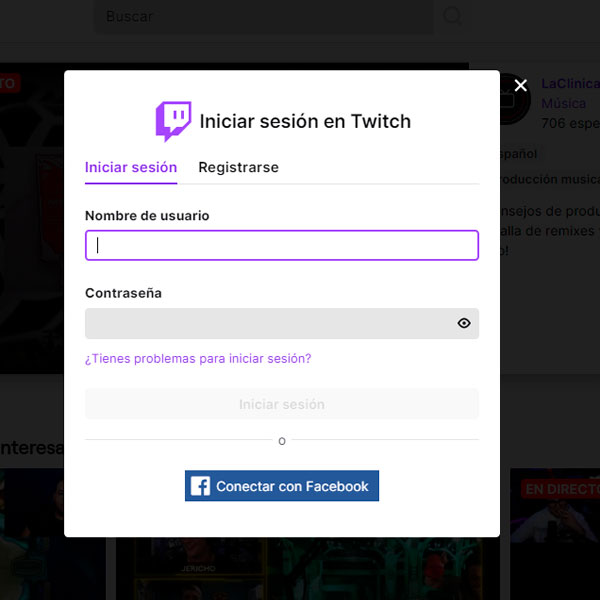 Buscar
TO
LaClinica
Música
706 espe
Iniciar sesión en Twitch
Iniciar sesión
Registrarse
spañol
roducción musica
Nombre de usuario
onsejos de produ
alla de remixes
o!
Contraseña
¿Tienes problemas para iniciar sesión?
Iniciar sesión
o
nteresa
Conectar con Facebook
EN DIRECTO
JERICHO